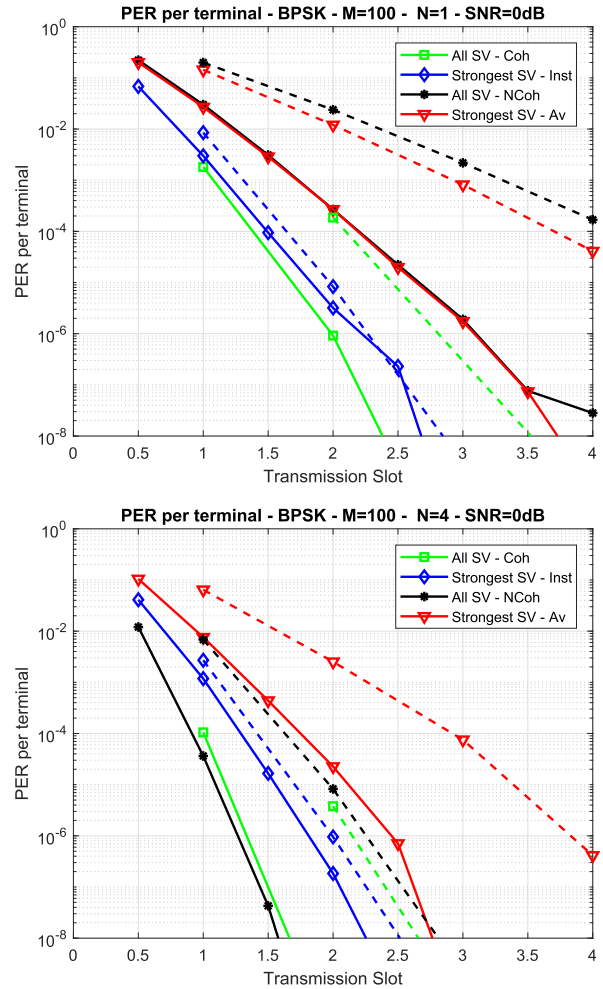 PER per terminal - BPSK - M=100 - N=1 - SNR=0dB
10^0
10^-2
10^-4
10^-6
10^-8
PER per terminal
All SV - Coh
Strongest SV - Inst
All SV - NCoh
Strongest SV - Av
0 0.5 1 1.5 2 2.5 3 3.5 4
Transmission Slot
PER per terminal - BPSK - M=100 - N=4 - SNR=0dB
10^0
10^-2
10^-4
10^-6
10^-8
PER per terminal
All SV - Coh
Strongest SV - Inst
All SV - NCoh
Strongest SV - Av
0 0.5 1 1.5 2 2.5 3 3.5 4
Transmission Slot